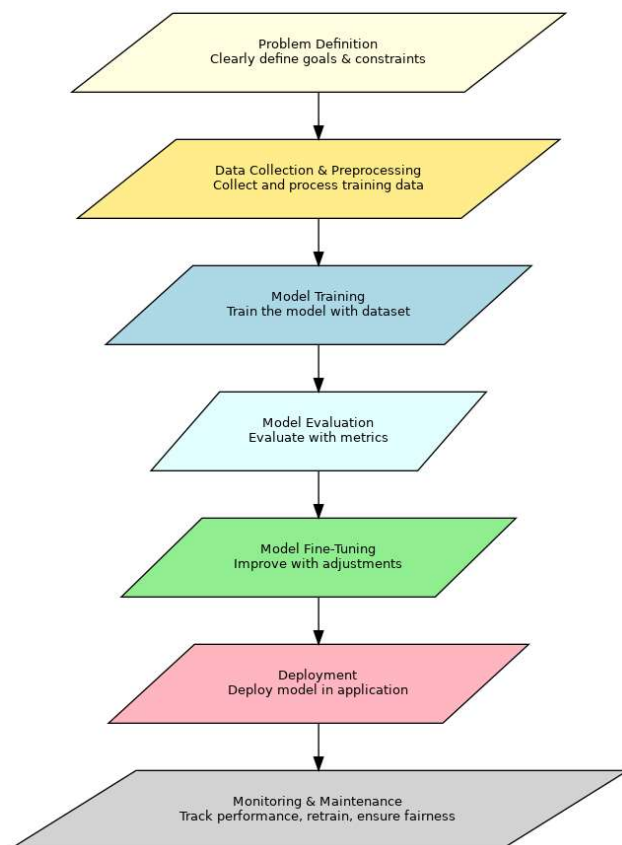 Problem Definition
Clearly define goals & constraints
Data Collection & Preprocessing
Collect and process training data
Model Training
Train the model with dataset
Model Evaluation
Evaluate with metrics
Model Fine-Tuning
Improve with adjustments
Deployment
Deploy model in application
Monitoring & Maintenance
Track performance, retrain, ensure fairness